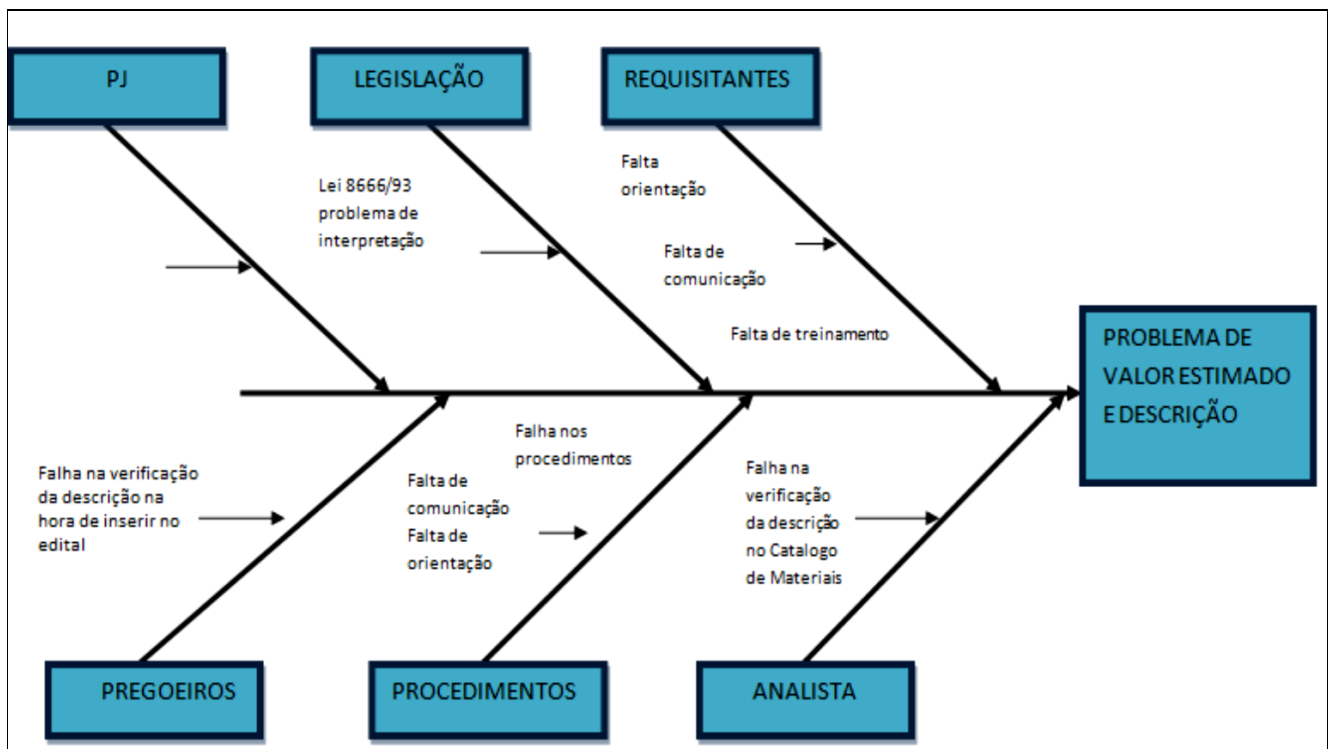 PJ
LEGISLAÇÃO
REQUISITANTES
Lei 8666/93
problema de
interpretação
Falta
orientação
Falta de
comunicação
Falta de treinamento
PROBLEMA DE
VALOR ESTIMADO
E DESCRIÇÃO
Falha na verificação
da descrição na
hora de inserir no
edital
Falha nos
procedimentos
Falta de
comunicação
Falta de
orientação
Falha na
verificação
da descrição
no Catalogo
de Materiais
PREGOEIROS
PROCEDIMENTOS
ANALISTA